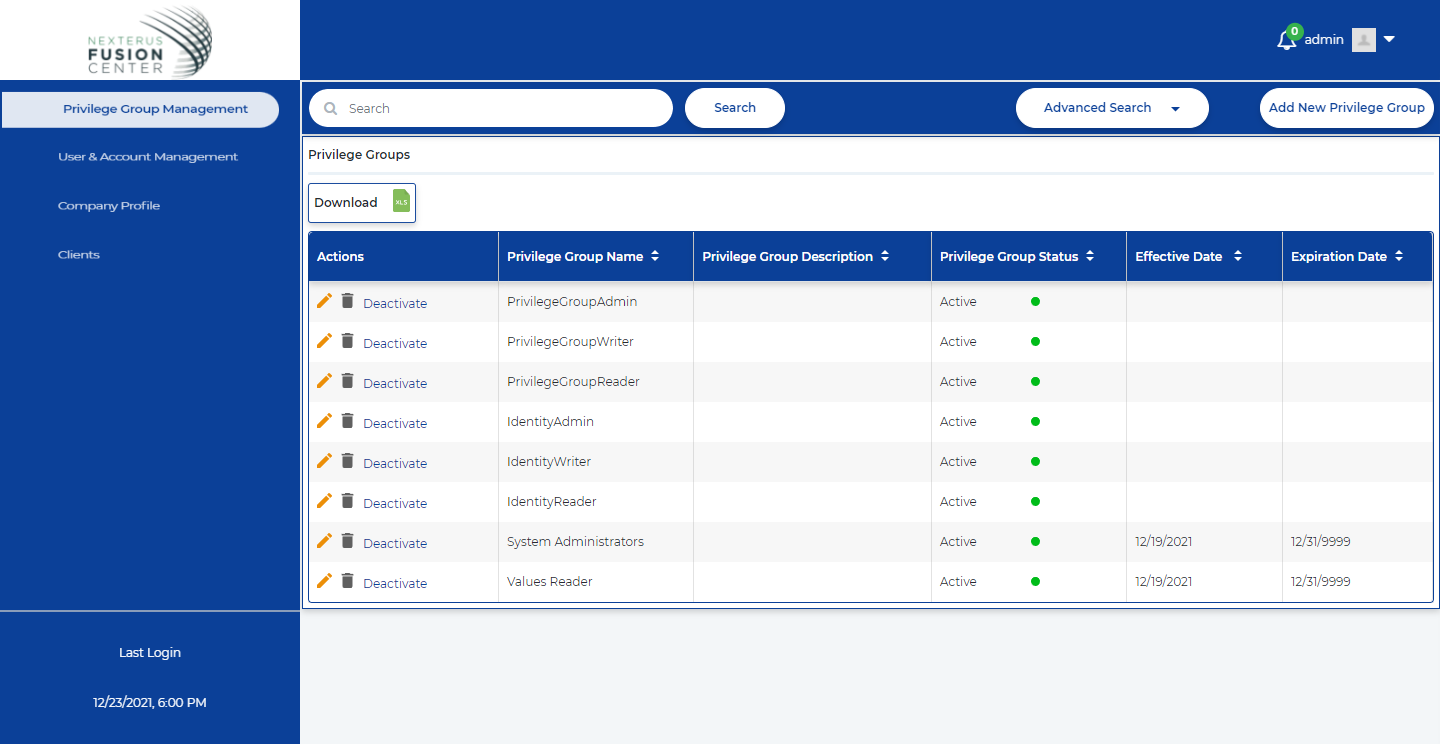 NEXTERUS
FUSION
CENTER
0
admin
Privilege Group Management
User & Account Management
Company Profile
Clients
Last Login
12/23/2021, 6:00 PM
Search
Search
Advanced Search
Add New Privilege Group
Privilege Groups
Download XLS
Actions Privilege Group Name Privilege Group Description Privilege Group Status Effective Date Expiration Date
Deactivate PrivilegeGroupAdmin Active
Deactivate PrivilegeGroupWriter Active
Deactivate PrivilegeGroupReader Active
Deactivate IdentityAdmin Active
Deactivate IdentityWriter Active
Deactivate IdentityReader Active
Deactivate System Administrators Active 12/19/2021 12/31/9999
Deactivate Values Reader Active 12/19/2021 12/31/9999